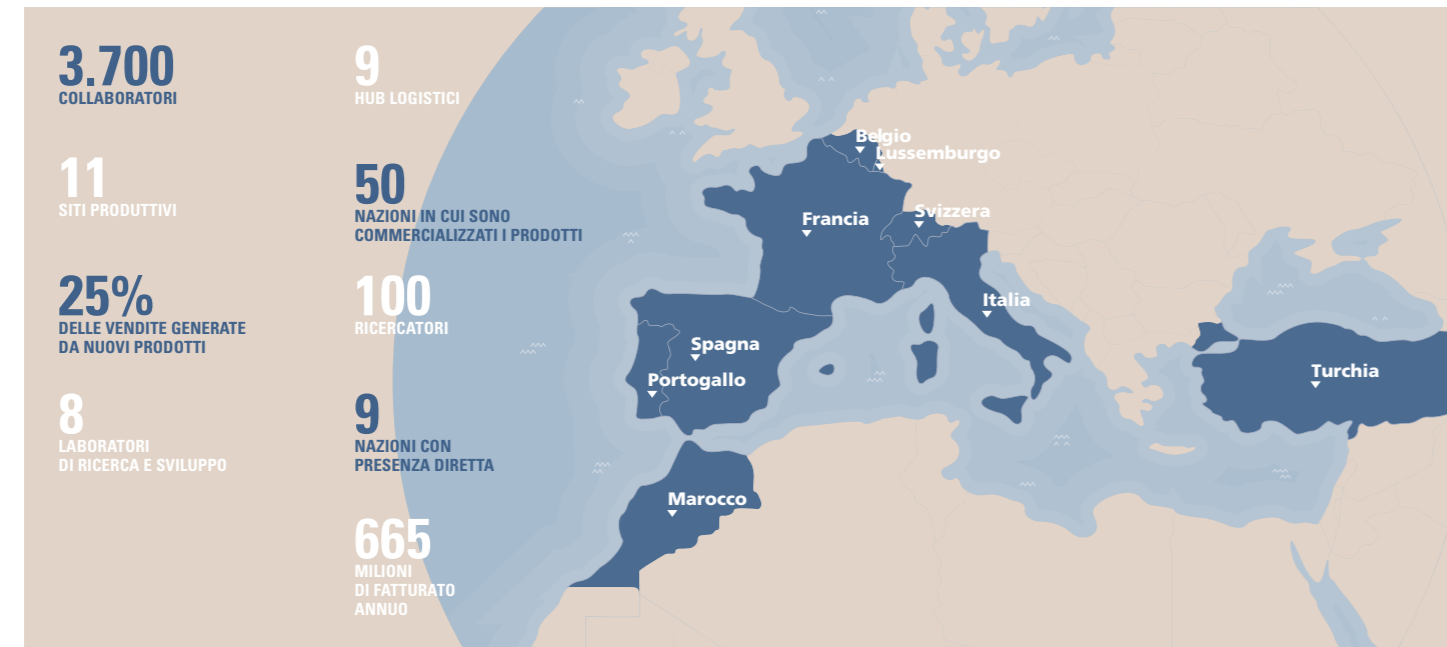 3.700
COLLABORATORI
11
SITI PRODUTTIVI
25%
DELLE VENDITE GENERATE
DA NUOVI PRODOTTI
8
LABORATORI
DI RICERCA E SVILUPPO
9
HUB LOGISTICI
50
NAZIONI IN CUI SONO
COMMERCIALIZZATI I PRODOTTI
100
RICERCATORI
9
NAZIONI CON
PRESENZA DIRETTA
665
MILIONI
DI FATTURATO
ANNUO
Belgio
Lussemburgo
Francia
Svizzera
Italia
Spagna
Portogallo
Turchia
Marocco